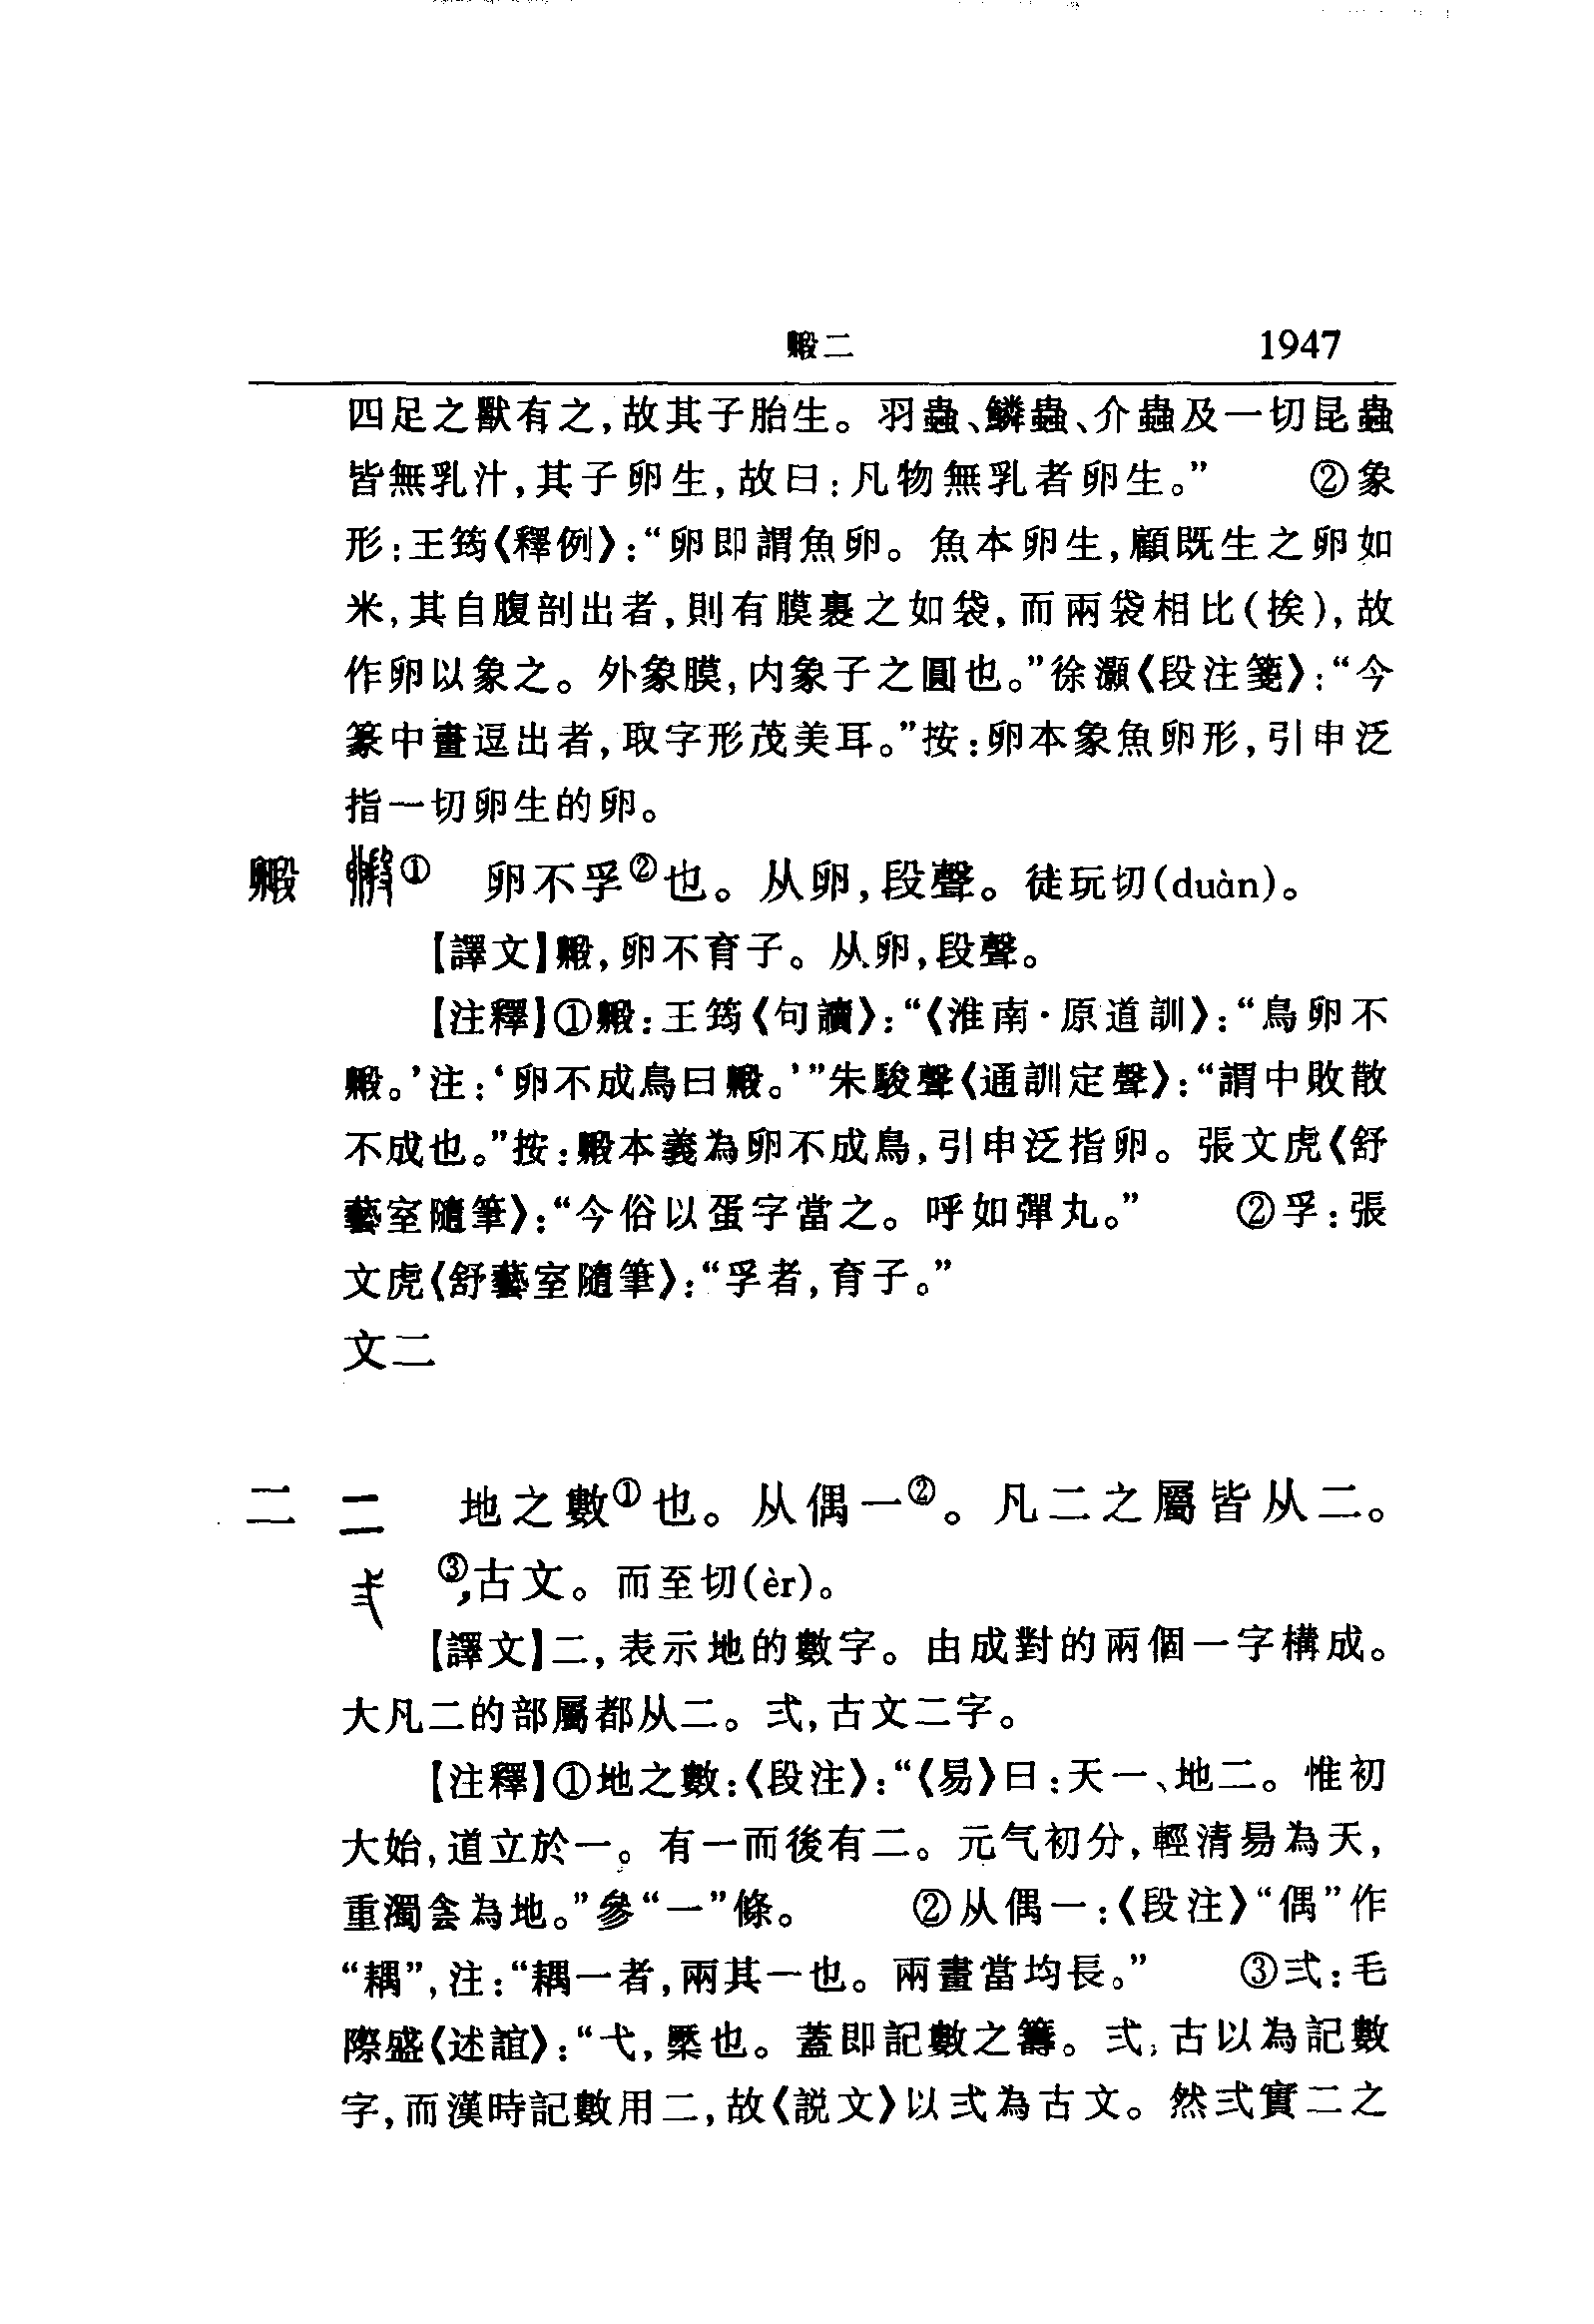 毈二 1947
四足之獸有之,故其子胎生。羽蟲、鱗蟲、介蟲及一切昆蟲
皆無乳汁,其子卵生,故曰:凡物無乳者卵生。” ②象
形:王筠《釋例》:“卵即謂魚卵。魚本卵生,顧既生之卵如
米,其自腹剖出者,則有膜裹之如袋,而兩袋相比(挨),故
作卵以象之。外象膜,内象子之圓也。”徐灝《段注箋》:“今
篆中畫逗出者,取字形茂美耳。”按:卵本象魚卵形,引申泛
指一切卵生的卵。
毈 ① 卵不孚②也。从卵,段聲。徒玩切(duàn)。
【譯文】毈,卵不育子。从卵,段聲。
【注釋】①毈:王筠《句讀》:“《淮南·原道訓》:“鳥卵不
毈。’注:‘卵不成鳥曰毈。’”朱駿聲《通訓定聲》:“謂中敗散
不成也。”按:毈本義為卵不成鳥,引申泛指卵。張文虎《舒
藝室隨筆》:“今俗以蛋字當之。呼如彈丸。” ②孚:張
文虎《舒藝室隨筆》:“孚者,育子。”
文二
二 二 地之數①也。从偶一②。凡二之屬皆从二。
弍 ③,古文。而至切(èr)。
【譯文】二,表示地的數字。由成對的兩個一字構成。
大凡二的部屬都从二。弍,古文二字。
【注釋】①地之數:《段注》:“《易》曰:天一、地二。惟初
大始,道立於一。有一而後有二。元气初分,輕清昜為天,
重濁侌為地。”參“一”條。 ②从偶一:《段注》“偶”作
“耦”,注:“耦一者,兩其一也。兩畫當均長。” ③弍:毛
際盛《述誼》:“弋,橜也。蓋即記數之籌。弍,古以為記數
字,而漢時記數用二,故《説文》以弍為古文。然弍實二之